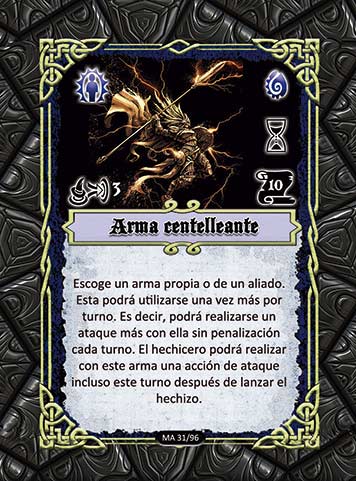 3
10
Arma centelleante
Escoge un arma propia o de un aliado.
Esta podrá utilizarse una vez más por
turno. Es decir, podrá realizarse un
ataque más con ella sin penalización
cada turno. El hechicero podrá realizar
con este arma una acción de ataque
incluso este turno después de lanzar el
hechizo.
MA 31/96